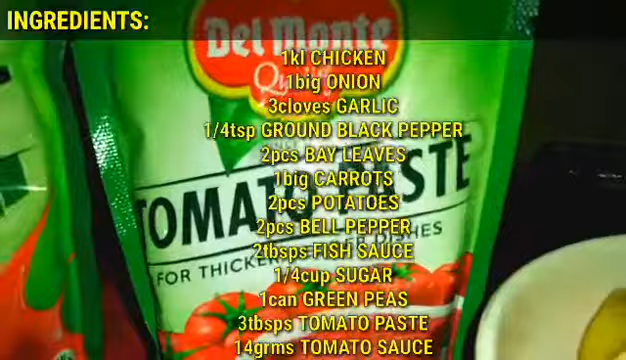 INGREDIENTS:
Del Monte
Quality
1kl CHICKEN
1big ONION
3cloves GARLIC
1/4tsp GROUND BLACK PEPPER
2pcs BAY LEAVES
1big CARROTS
TOMATO PASTE
2pcs POTATOES
2pcs BELL PEPPER
FOR THICKER DISHES
2tbsps FISH SAUCE
1/4cup SUGAR
1can GREEN PEAS
3tbsps TOMATO PASTE
14grms TOMATO SAUCE